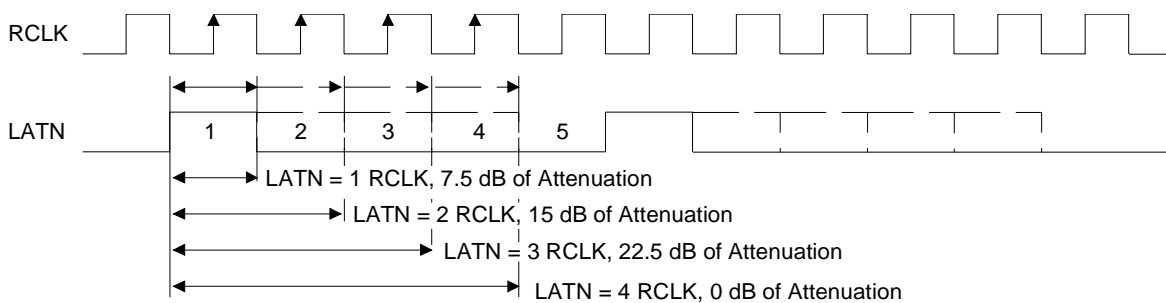 RCLK
LATN
1 2 3 4 5
LATN = 1 RCLK, 7.5 dB of Attenuation
LATN = 2 RCLK, 15 dB of Attenuation
LATN = 3 RCLK, 22.5 dB of Attenuation
LATN = 4 RCLK, 0 dB of Attenuation